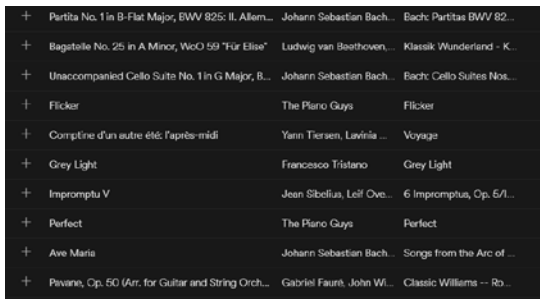 Partita No. 1 in B-Flat Major, BWV 825: II. Allem... Johann Sebastian Bach... Bach: Partitas BWV 82...
Bagatelle No. 25 in A Minor, WoO 59 "Für Elise" Ludwig van Beethoven,... Klassik Wunderland - K...
Unaccompanied Cello Suite No. 1 in G Major, B... Johann Sebastian Bach... Bach: Cello Suites Nos...
Flicker The Piano Guys Flicker
Comptine d'un autre été: l'après-midi Yann Tiersen, Lavinia ... Voyage
Grey Light Francesco Tristano Grey Light
Impromptu V Jean Sibelius, Leif Ove... 6 Impromptus, Op. 5/I...
Perfect The Piano Guys Perfect
Ave Maria Johann Sebastian Bach... Songs from the Arc of ...
Pavane, Op. 50 (Arr. for Guitar and String Orch... Gabriel Fauré, John Wi... Classic Williams -- Ro...